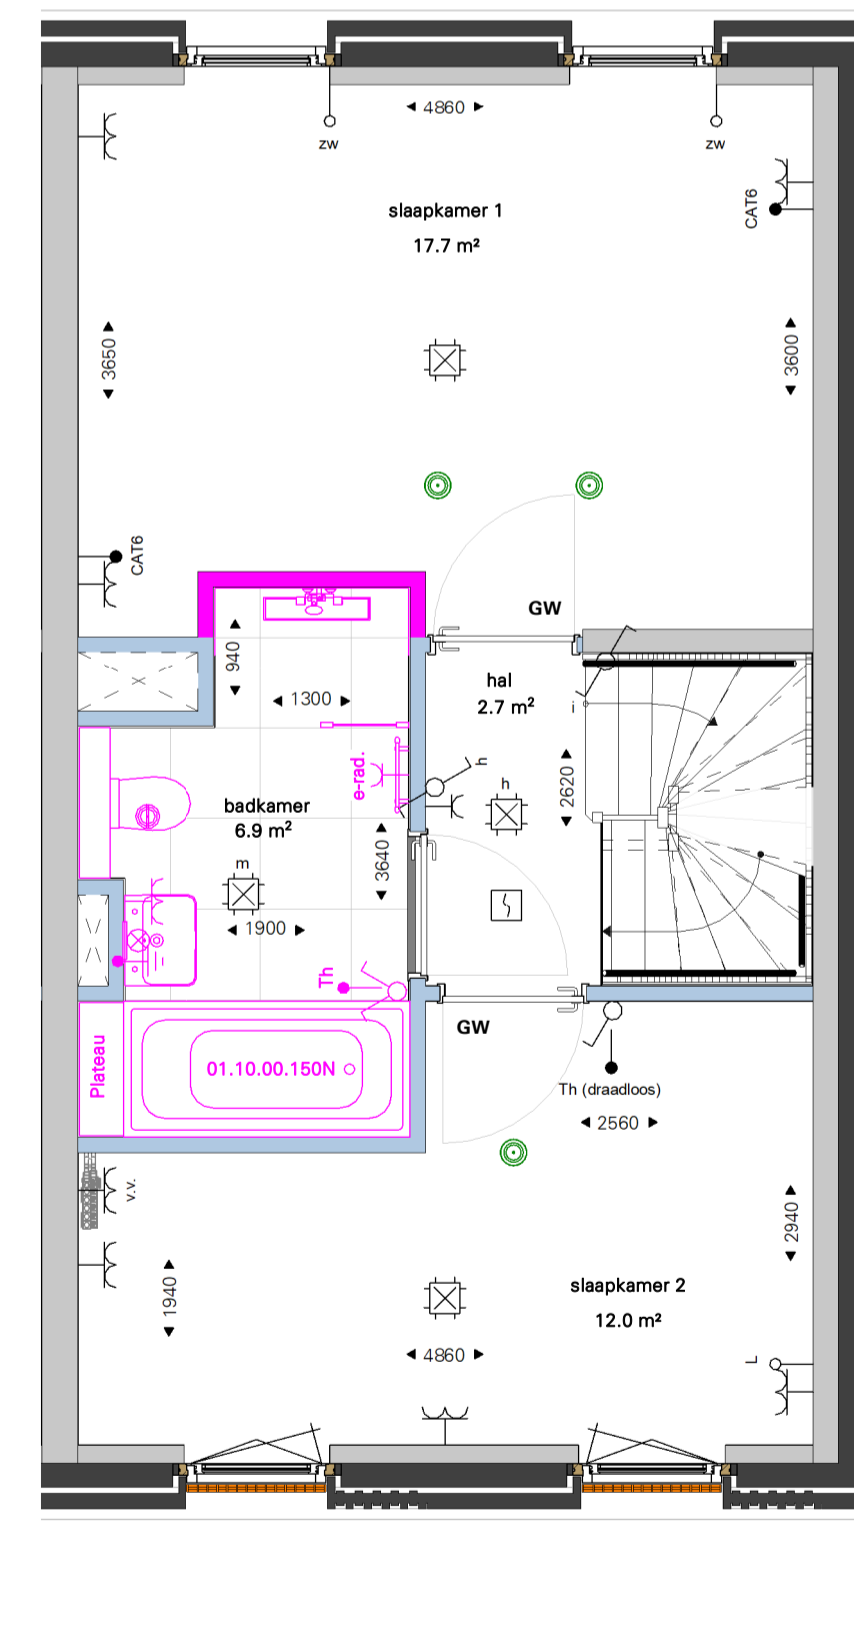 4860
zw
zw
CAT6
slaapkamer 1
17.7 m²
3650
3600
CAT6
GW
940
hal
2.7 m²
1300
i
h
e-rad.
2620
h
badkamer
6.9 m²
3640
m
1900
Th
GW
Plateau
01.10.00.150N
Th (draadloos)
2560
v.v.
2940
1940
slaapkamer 2
12.0 m²
4860
L